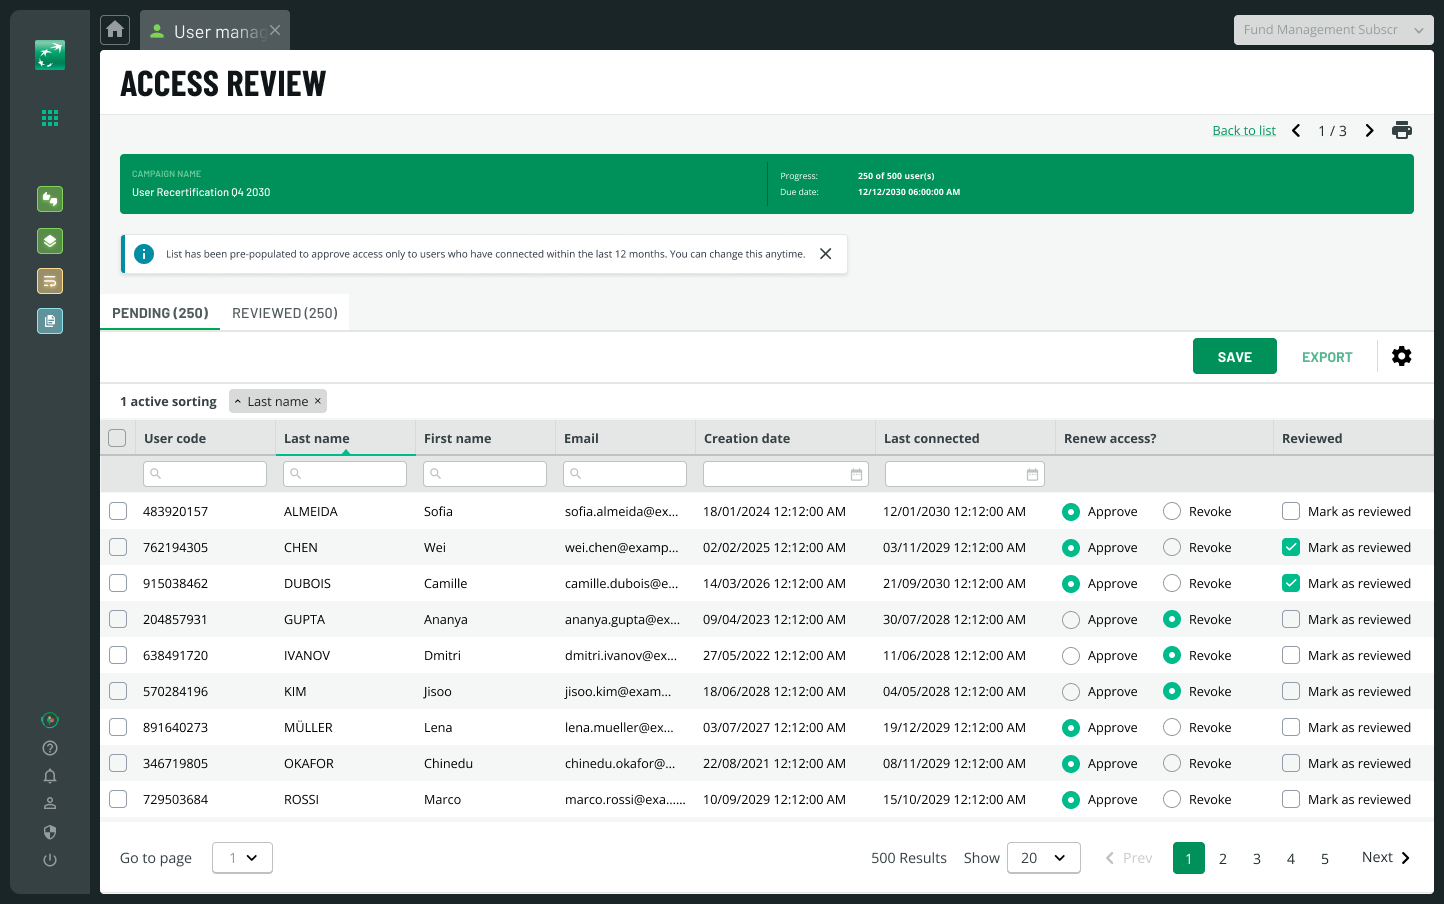 User manag
Fund Management Subscr
ACCESS REVIEW
Back to list 1 / 3
CAMPAIGN NAME
User Recertification Q4 2030
Progress: 250 of 500 user(s)
Due date: 12/12/2030 06:00:00 AM
List has been pre-populated to approve access only to users who have connected within the last 12 months. You can change this anytime.
PENDING (250) REVIEWED (250)
SAVE EXPORT
1 active sorting Last name
User code Last name First name Email Creation date Last connected Renew access? Reviewed
483920157 ALMEIDA Sofia sofia.almeida@ex... 18/01/2024 12:12:00 AM 12/01/2030 12:12:00 AM Approve Revoke Mark as reviewed
762194305 CHEN Wei wei.chen@examp... 02/02/2025 12:12:00 AM 03/11/2029 12:12:00 AM Approve Revoke Mark as reviewed
915038462 DUBOIS Camille camille.dubois@e... 14/03/2026 12:12:00 AM 21/09/2030 12:12:00 AM Approve Revoke Mark as reviewed
204857931 GUPTA Ananya ananya.gupta@ex... 09/04/2023 12:12:00 AM 30/07/2028 12:12:00 AM Approve Revoke Mark as reviewed
638491720 IVANOV Dmitri dmitri.ivanov@ex... 27/05/2022 12:12:00 AM 11/06/2028 12:12:00 AM Approve Revoke Mark as reviewed
570284196 KIM Jisoo jisoo.kim@exam... 18/06/2028 12:12:00 AM 04/05/2028 12:12:00 AM Approve Revoke Mark as reviewed
891640273 MÜLLER Lena lena.mueller@ex... 03/07/2027 12:12:00 AM 19/12/2029 12:12:00 AM Approve Revoke Mark as reviewed
346719805 OKAFOR Chinedu chinedu.okafor@... 22/08/2021 12:12:00 AM 08/11/2029 12:12:00 AM Approve Revoke Mark as reviewed
729503684 ROSSI Marco marco.rossi@exa...... 10/09/2029 12:12:00 AM 15/10/2029 12:12:00 AM Approve Revoke Mark as reviewed
Go to page 1 500 Results Show 20 Prev 1 2 3 4 5 Next